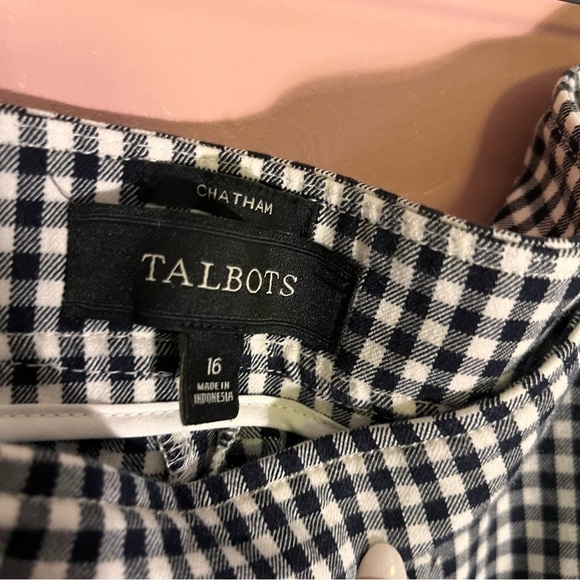 CHATHAM
TALBOTS
16
MADE IN
INDONESIA